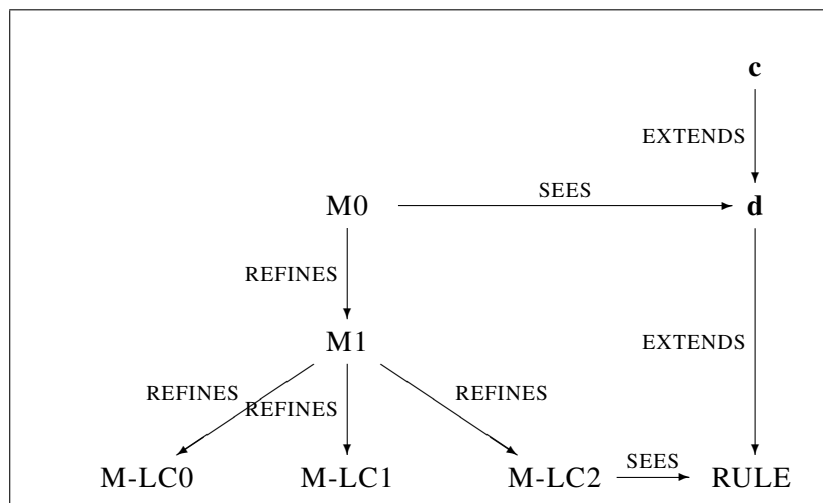 c
EXTENDS
SEES
M0 d
REFINES
M1 EXTENDS
REFINES REFINES REFINES
SEES
M-LC0 M-LC1 M-LC2 RULE